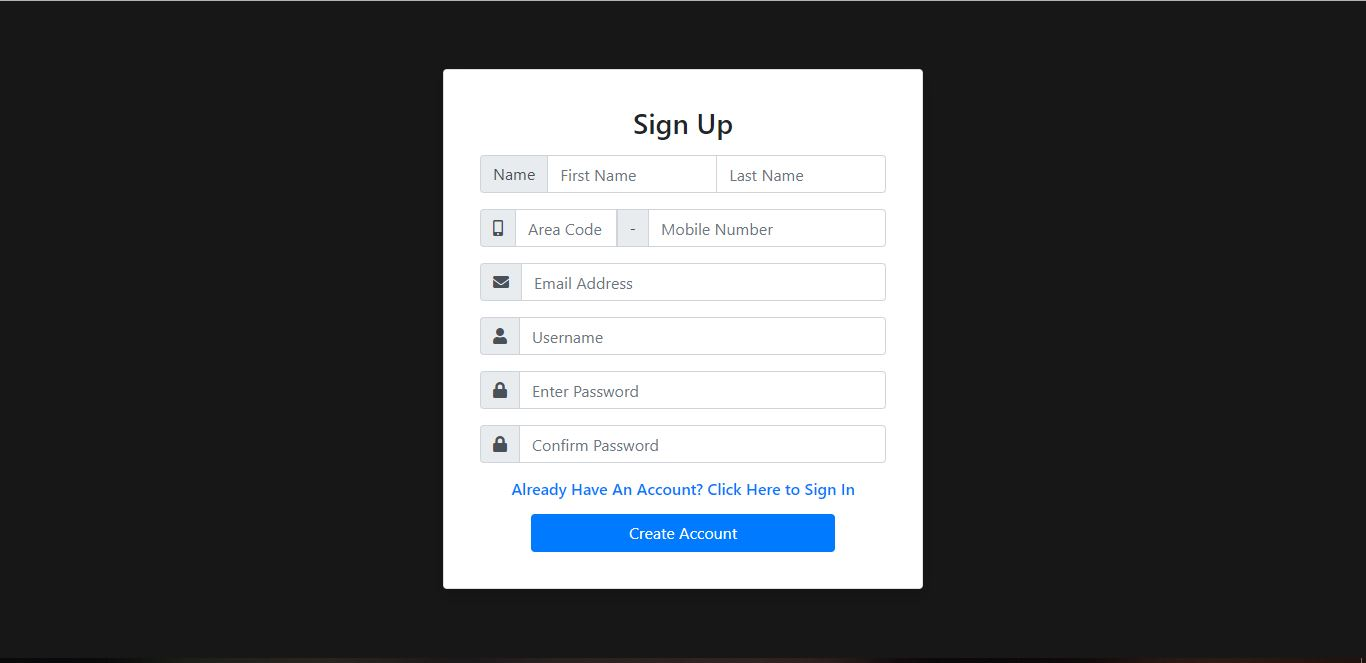 Sign Up
Name First Name Last Name
Area Code - Mobile Number
Email Address
Username
Enter Password
Confirm Password
Already Have An Account? Click Here to Sign In
Create Account